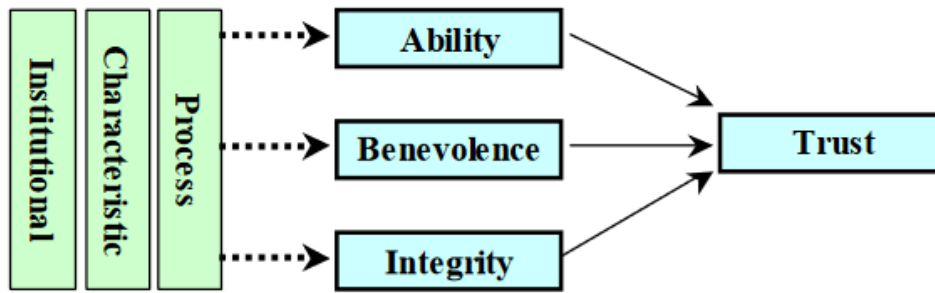 Institutional
Characteristic
Process
Ability
Benevolence
Integrity
Trust